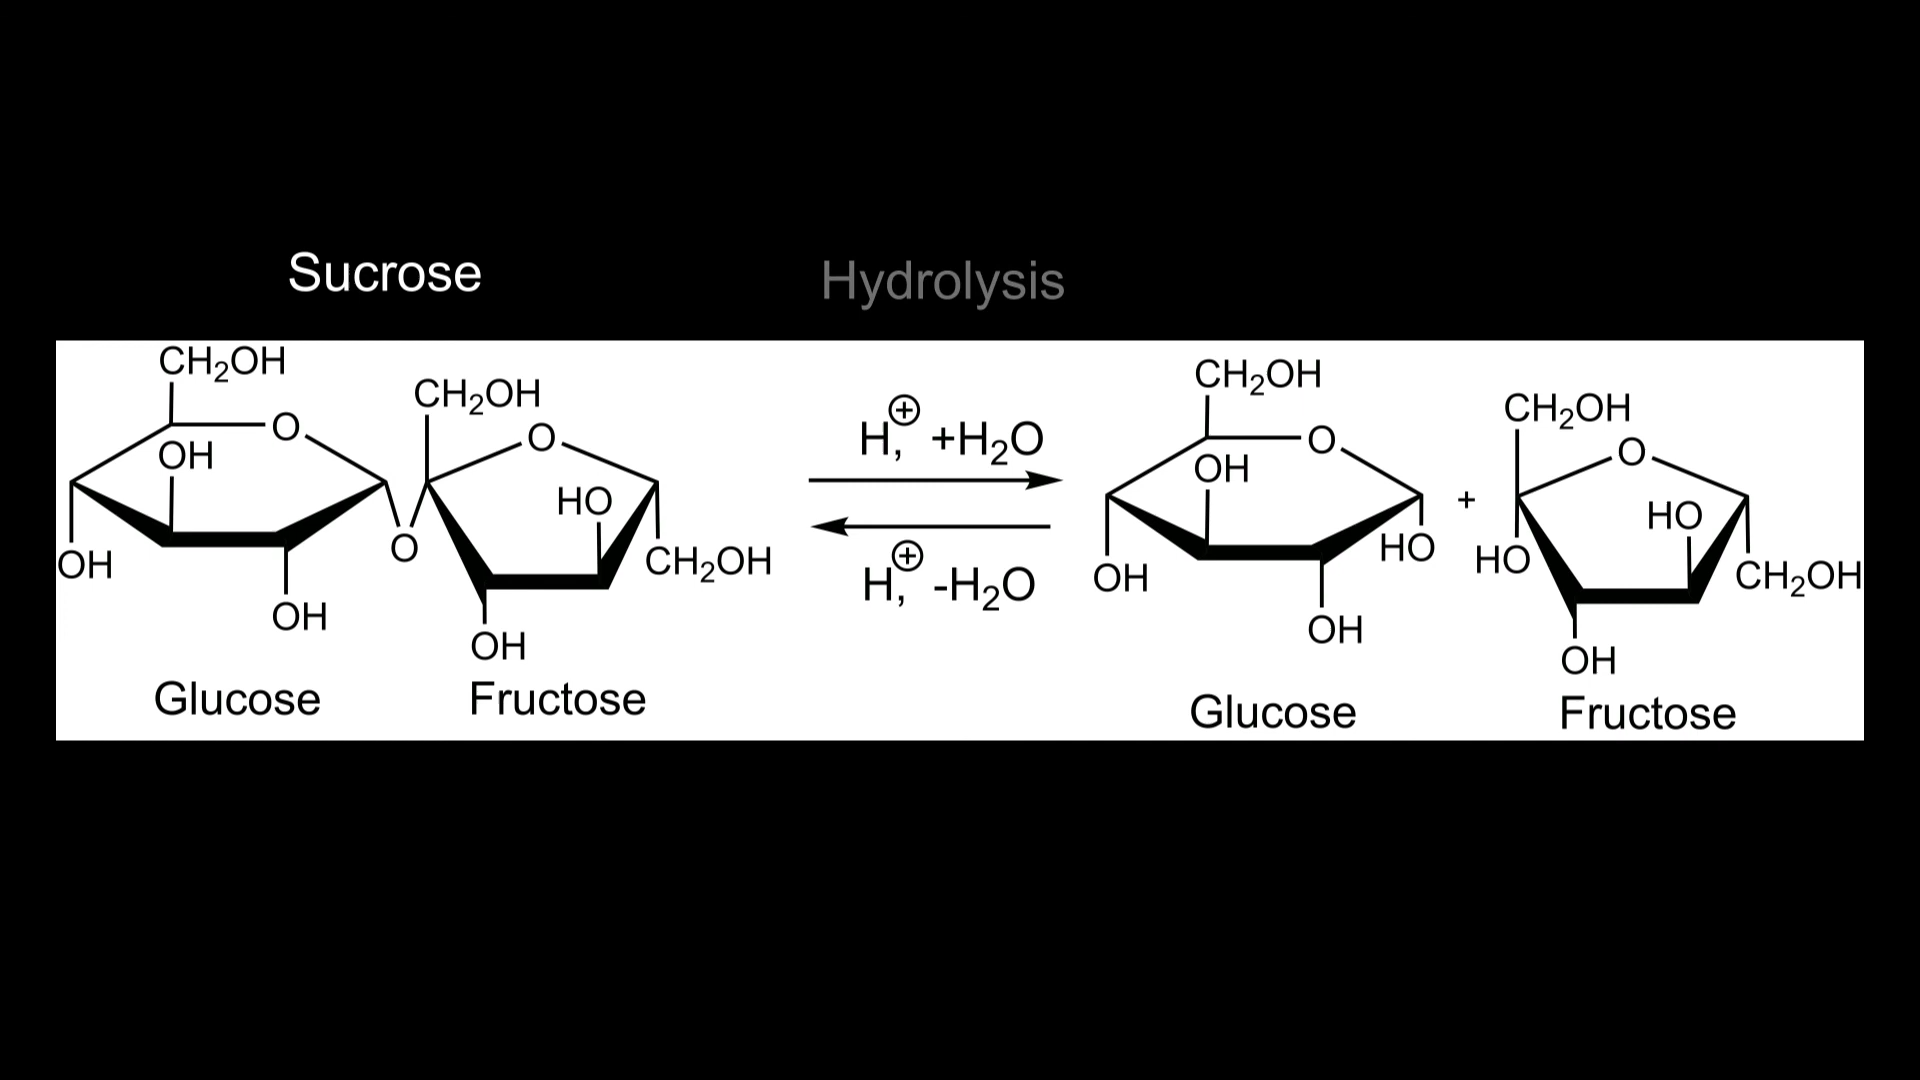 Sucrose
Hydrolysis
CH₂OH
O
OH
OH
OH
O
CH₂OH
O
HO
CH₂OH
OH
Glucose
Fructose
H,⊕ +H₂O
H,⊕ -H₂O
CH₂OH
O
OH
HO
OH
OH
+
CH₂OH
O
HO
HO
CH₂OH
OH
Glucose
Fructose